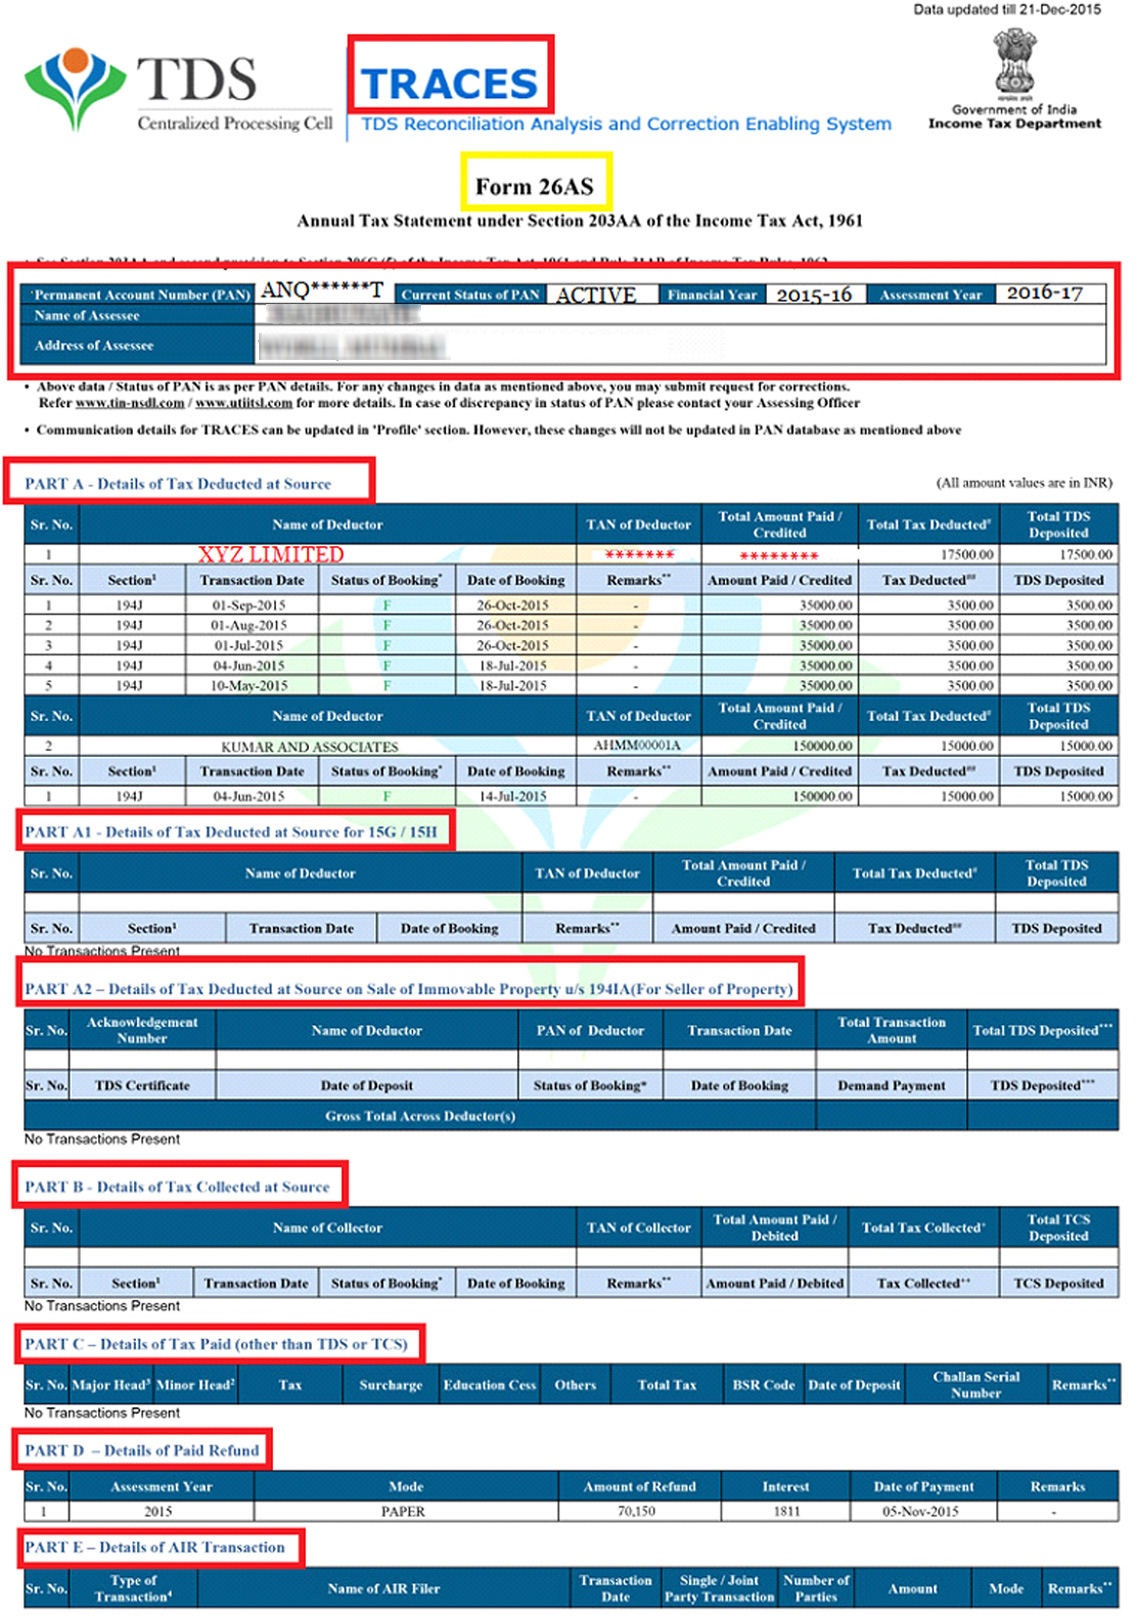 Data updated till 21-Dec-2015
TDS
Centralized Processing Cell
TRACES
TDS Reconciliation Analysis and Correction Enabling System
Government of India
Income Tax Department
Form 26AS
Annual Tax Statement under Section 203AA of the Income Tax Act, 1961
• See Section 203AA and second provision to Section 206C (5) of the Income Tax Act, 1961 and Rule 31AB of Income Tax Rules, 1962
Permanent Account Number (PAN) ANQ******T Current Status of PAN ACTIVE Financial Year 2015-16 Assessment Year 2016-17
Name of Assessee
Address of Assessee
• Above data / Status of PAN is as per PAN details. For any changes in data as mentioned above, you may submit request for corrections.
Refer www.tin-nsdl.com / www.utiitsl.com for more details. In case of discrepancy in status of PAN please contact your Assessing Officer
• Communication details for TRACES can be updated in 'Profile' section. However, these changes will not be updated in PAN database as mentioned above
PART A - Details of Tax Deducted at Source (All amount values are in INR)
Sr. No. Name of Deductor TAN of Deductor Total Amount Paid / Credited Total Tax Deducted# Total TDS Deposited
1 XYZ LIMITED ******* ******** 17500.00 17500.00
Sr. No. Section1 Transaction Date Status of Booking* Date of Booking Remarks** Amount Paid / Credited Tax Deducted## TDS Deposited
1 194J 01-Sep-2015 F 26-Oct-2015 - 35000.00 3500.00 3500.00
2 194J 01-Aug-2015 F 26-Oct-2015 - 35000.00 3500.00 3500.00
3 194J 01-Jul-2015 F 26-Oct-2015 - 35000.00 3500.00 3500.00
4 194J 04-Jun-2015 F 18-Jul-2015 - 35000.00 3500.00 3500.00
5 194J 10-May-2015 F 18-Jul-2015 - 35000.00 3500.00 3500.00
Sr. No. Name of Deductor TAN of Deductor Total Amount Paid / Credited Total Tax Deducted# Total TDS Deposited
2 KUMAR AND ASSOCIATES AHMM00001A 150000.00 15000.00 15000.00
Sr. No. Section1 Transaction Date Status of Booking* Date of Booking Remarks** Amount Paid / Credited Tax Deducted## TDS Deposited
1 194J 04-Jun-2015 F 14-Jul-2015 - 150000.00 15000.00 15000.00
PART A1 - Details of Tax Deducted at Source for 15G / 15H
Sr. No. Name of Deductor TAN of Deductor Total Amount Paid / Credited Total Tax Deducted# Total TDS Deposited
Sr. No. Section1 Transaction Date Date of Booking Remarks** Amount Paid / Credited Tax Deducted## TDS Deposited
No Transactions Present
PART A2 – Details of Tax Deducted at Source on Sale of Immovable Property u/s 194IA(For Seller of Property)
Sr. No. Acknowledgement Number Name of Deductor PAN of Deductor Transaction Date Total Transaction Amount Total TDS Deposited***
Sr. No. TDS Certificate Date of Deposit Status of Booking* Date of Booking Demand Payment TDS Deposited***
Gross Total Across Deductor(s)
No Transactions Present
PART B - Details of Tax Collected at Source
Sr. No. Name of Collector TAN of Collector Total Amount Paid / Debited Total Tax Collected+ Total TCS Deposited
Sr. No. Section1 Transaction Date Status of Booking* Date of Booking Remarks** Amount Paid / Debited Tax Collected++ TCS Deposited
No Transactions Present
PART C – Details of Tax Paid (other than TDS or TCS)
Sr. No. Major Head3 Minor Head2 Tax Surcharge Education Cess Others Total Tax BSR Code Date of Deposit Challan Serial Number Remarks**
No Transactions Present
PART D – Details of Paid Refund
Sr. No. Assessment Year Mode Amount of Refund Interest Date of Payment Remarks
1 2015 PAPER 70,150 1811 05-Nov-2015 -
PART E – Details of AIR Transaction
Sr. No. Type of Transaction4 Name of AIR Filer Transaction Date Single / Joint Party Transaction Number of Parties Amount Mode Remarks**